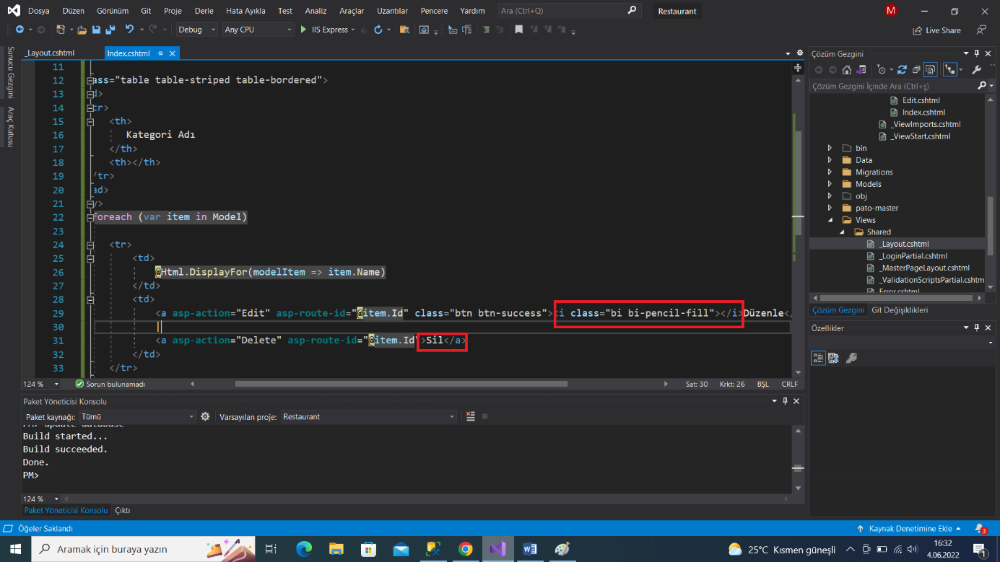 Dosya Düzen Görünüm Git Proje Derle Hata Ayıkla Test Analiz Araçlar Uzantılar Pencere Yardım Ara (Ctrl+Q) Restaurant M
Debug Any CPU IIS Express Live Share
Sunucu Gezgini
Araç Kutusu
_Layout.cshtml Index.cshtml
11
12 ass="table table-striped table-bordered">
13 d>
14 tr>
15 <th>
16 Kategori Adı
17 </th>
18 <th></th>
19 /tr>
20 ad>
21 />
22 foreach (var item in Model)
23
24 <tr>
25 <td>
26 @Html.DisplayFor(modelItem => item.Name)
27 </td>
28 <td>
29 <a asp-action="Edit" asp-route-id="@item.Id" class="btn btn-success"><i class="bi bi-pencil-fill"></i>Düzenle</
30 |
31 <a asp-action="Delete" asp-route-id="@item.Id">Sil</a>
32 </td>
33 </tr>
124 % Sorun bulunamadı Sat: 30 Krkt: 26 BŞL CRLF
Paket Yöneticisi Konsolu
Paket kaynağı: Tümü Varsayılan proje: Restaurant
PM> update-database
Build started...
Build succeeded.
Done.
PM>
124 %
Paket Yöneticisi Konsolu Çıktı
Çözüm Gezgini
Çözüm Gezgini İçinde Ara (Ctrl+ş)
Edit.cshtml
Index.cshtml
_ViewImports.cshtml
_ViewStart.cshtml
bin
Data
Migrations
Models
obj
pato-master
Views
Shared
_Layout.cshtml
_LoginPartial.cshtml
_MasterPageLayout.cshtml
_ValidationScriptsPartial.cshtm
Error.cshtml
Çözüm Gezgini Git Değişiklikleri
Özellikler
Öğeler Saklandı Kaynak Denetimine Ekle 3
Aramak için buraya yazın 25°C Kısmen güneşli 16:32
4.06.2022 1